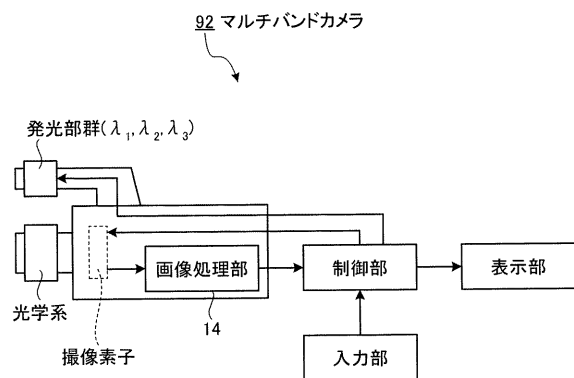 92 マルチバンドカメラ
発光部群(λ1,λ2,λ3)
画像処理部
制御部
表示部
光学系
14
撮像素子
入力部